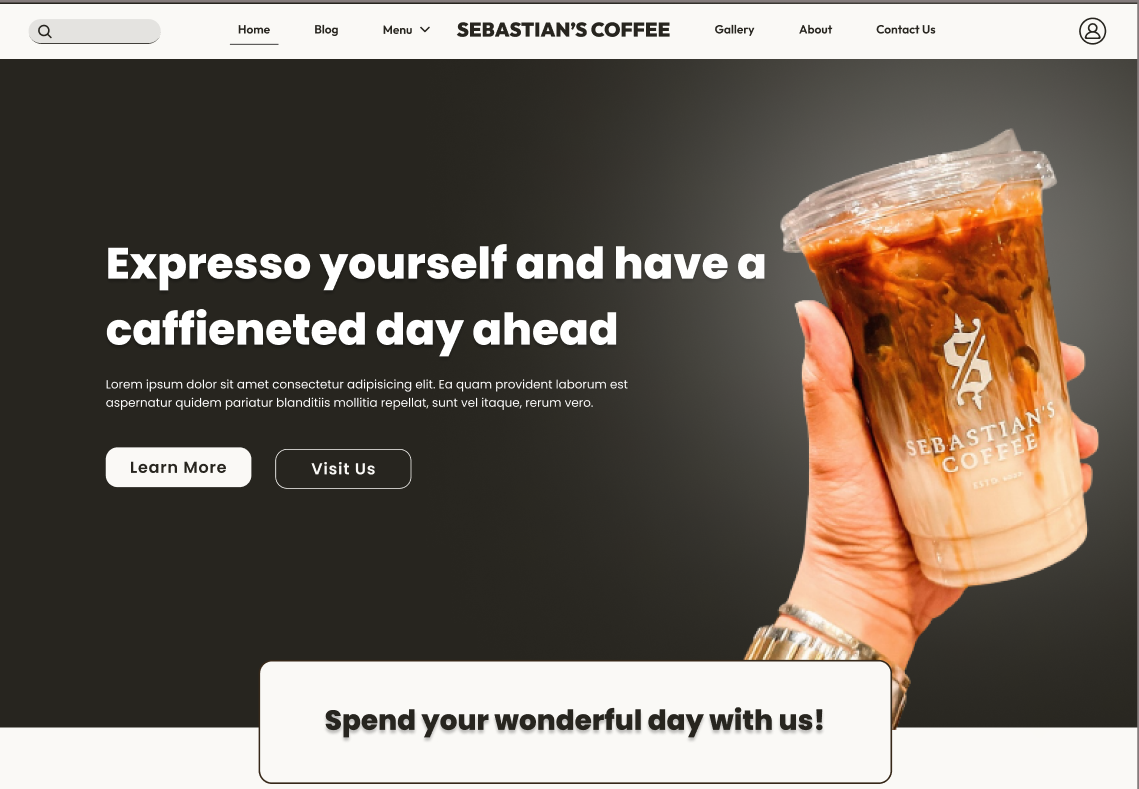 Home
Blog
Menu
SEBASTIAN'S COFFEE
Gallery
About
Contact Us
Expresso yourself and have a
caffieneted day ahead
Lorem ipsum dolor sit amet consectetur adipisicing elit. Ea quam provident laborum est
aspernatur quidem pariatur blanditiis mollitia repellat, sunt vel itaque, rerum vero.
Learn More
Visit Us
S
SEBASTIAN'S
COFFEE
ESTD.
Spend your wonderful day with us!